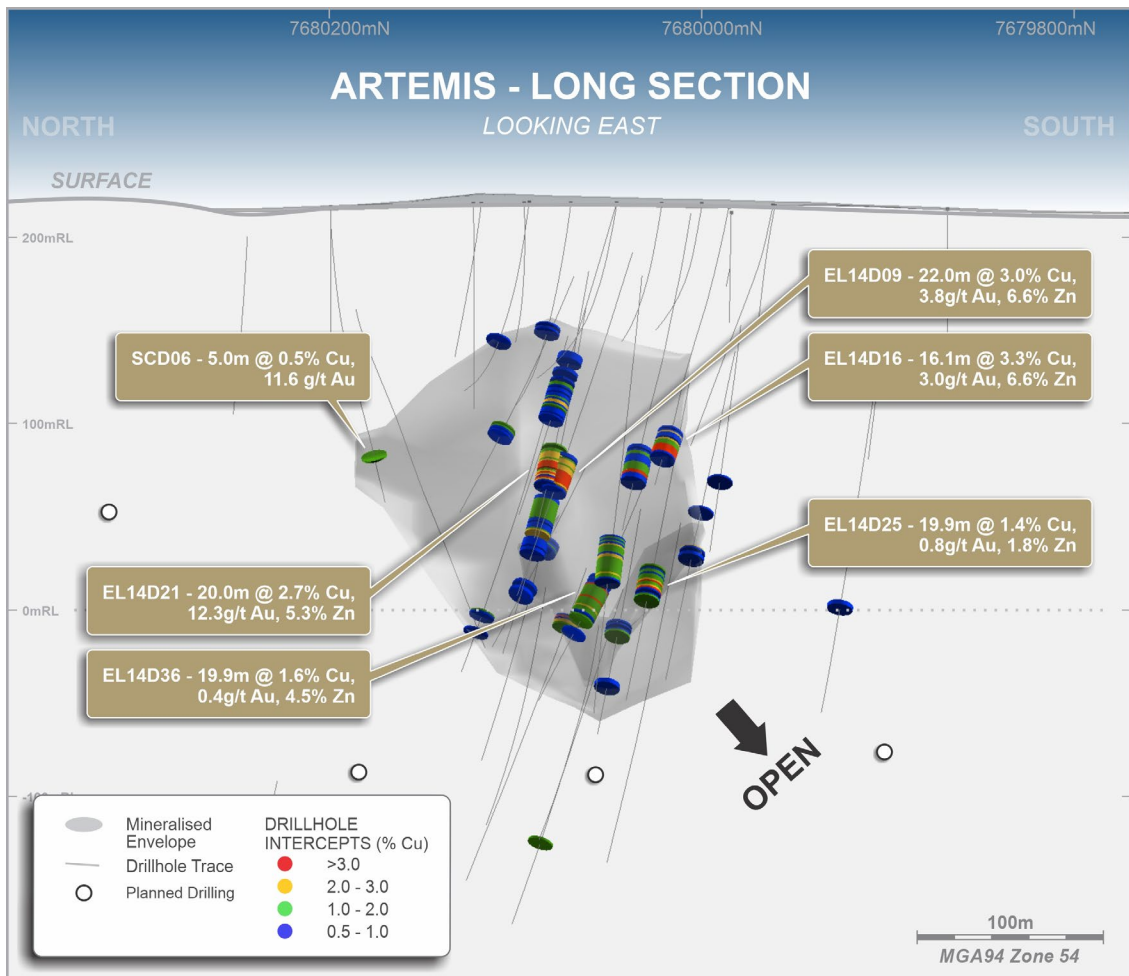 7680200mN
7680000mN
7679800mN
ARTEMIS - LONG SECTION
LOOKING EAST
NORTH
SOUTH
SURFACE
200mRL
EL14D09 - 22.0m @ 3.0% Cu,
3.8g/t Au, 6.6% Zn
SCD06 - 5.0m @ 0.5% Cu,
11.6 g/t Au
EL14D16 - 16.1m @ 3.3% Cu,
3.0g/t Au, 6.6% Zn
100mRL
EL14D25 - 19.9m @ 1.4% Cu,
0.8g/t Au, 1.8% Zn
EL14D21 - 20.0m @ 2.7% Cu,
12.3g/t Au, 5.3% Zn
0mRL
EL14D36 - 19.9m @ 1.6% Cu,
0.4g/t Au, 4.5% Zn
OPEN
-100mRL
Mineralised
Envelope
Drillhole Trace
Planned Drilling
DRILLHOLE
INTERCEPTS (% Cu)
>3.0
2.0 - 3.0
1.0 - 2.0
0.5 - 1.0
100m
MGA94 Zone 54